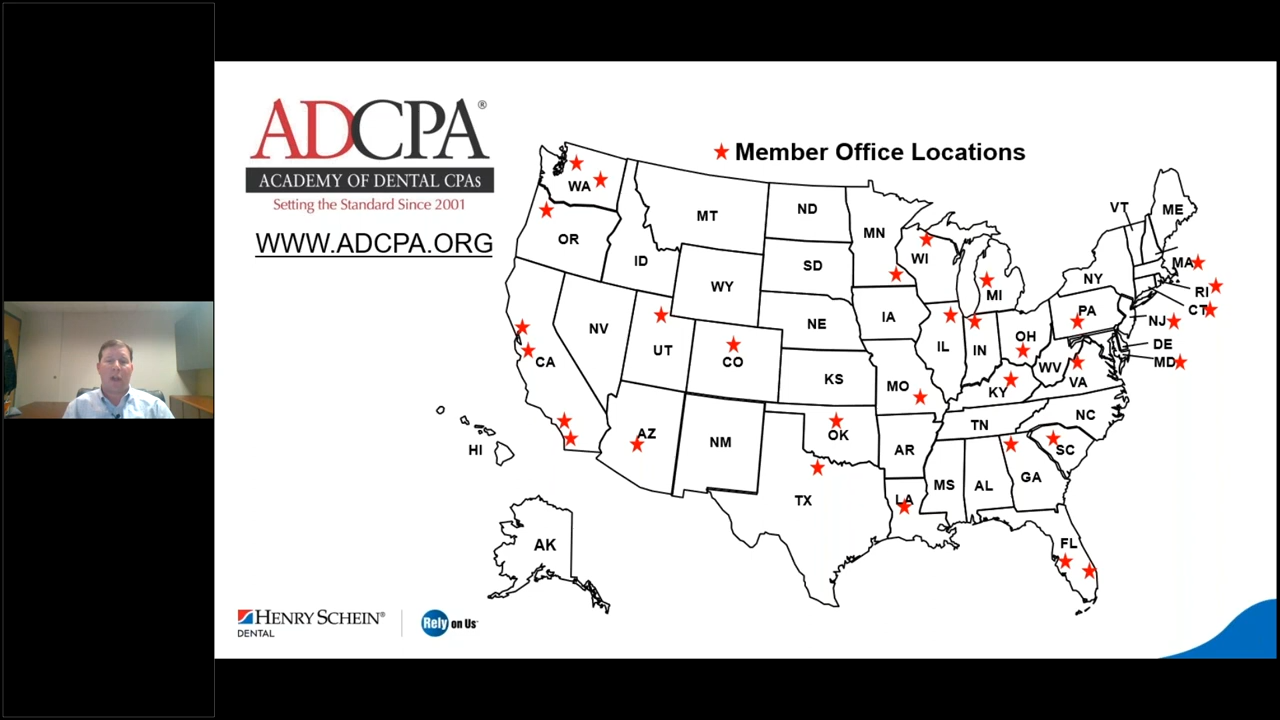 ADCPA®
ACADEMY OF DENTAL CPAs
Setting the Standard Since 2001
WWW.ADCPA.ORG
Member Office Locations
WA
MT
ND
MN
VT
ME
OR
ID
SD
WI
MI
NY
MA
RI
CT
WY
NE
IA
PA
NJ
NV
UT
CO
IL
IN
OH
WV
DE
MD
CA
KS
MO
KY
VA
AZ
NM
OK
AR
TN
NC
HI
TX
LA
MS
AL
GA
SC
AK
FL
HENRY SCHEIN®
DENTAL
Rely on Us